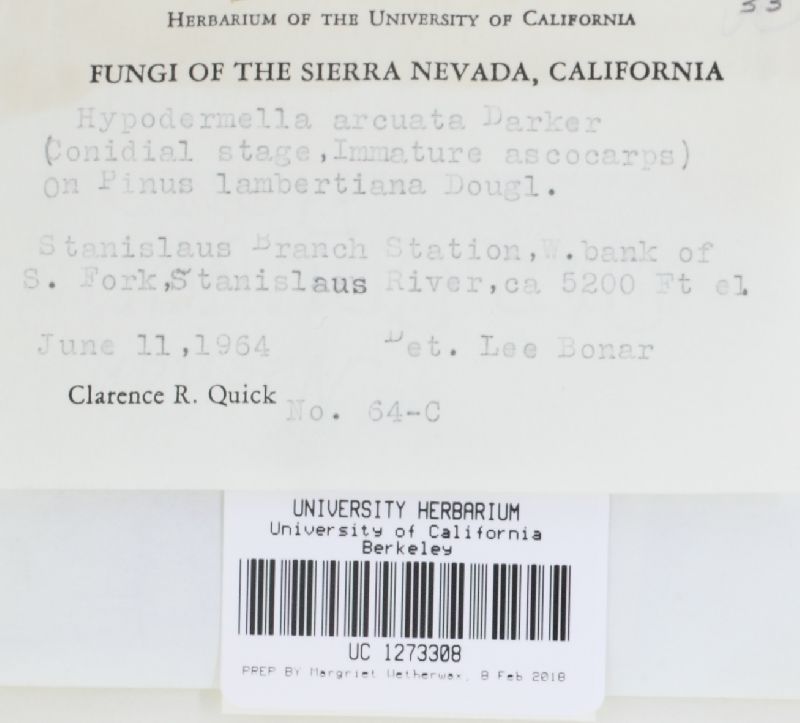 HERBARIUM OF THE UNIVERSITY OF CALIFORNIA
FUNGI OF THE SIERRA NEVADA, CALIFORNIA
Hypodermella arcuata Darker
(Conidial stage,Immature ascocarps)
On Pinus lambertiana Dougl.
Stanislaus Branch Station,W.bank of
S. Fork,Stanislaus River,ca 5200 Ft el.
June 11,1964 Det. Lee Bonar
Clarence R. Quick No. 64-C
UNIVERSITY HERBARIUM
University of California
Berkeley
UC 1273308
PREP BY Margriet Wetherwax, 8 Feb 2018